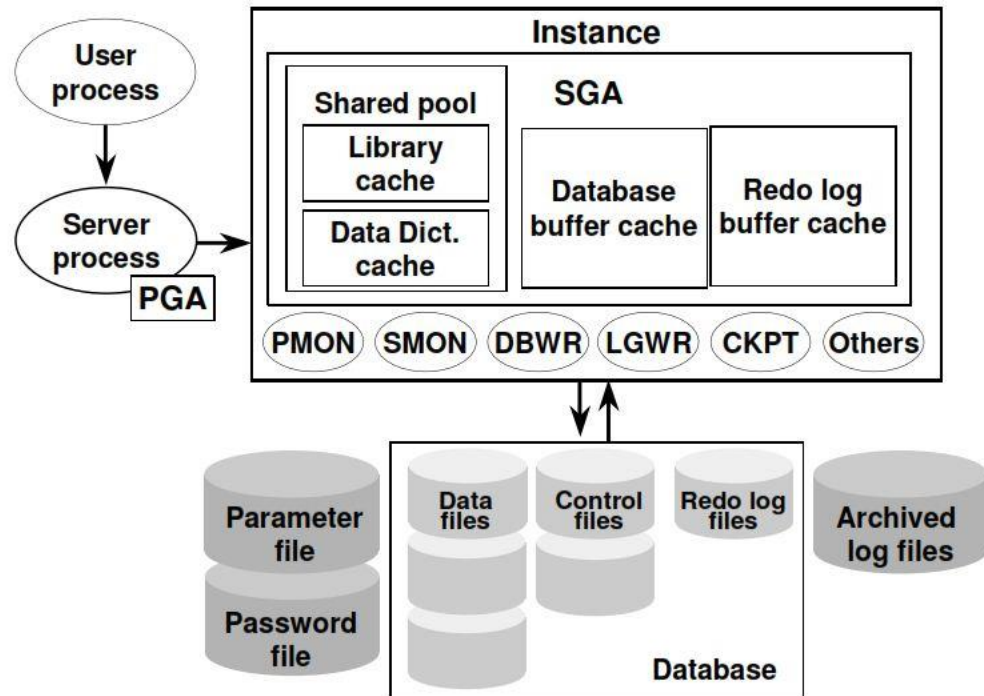 Instance
User
process
SGA
Shared pool
Library
cache
Data Dict.
cache
Database
buffer cache
Redo log
buffer cache
Server
process
PGA
PMON
SMON
DBWR
LGWR
CKPT
Others
Parameter
file
Password
file
Data
files
Control
files
Redo log
files
Archived
log files
Database